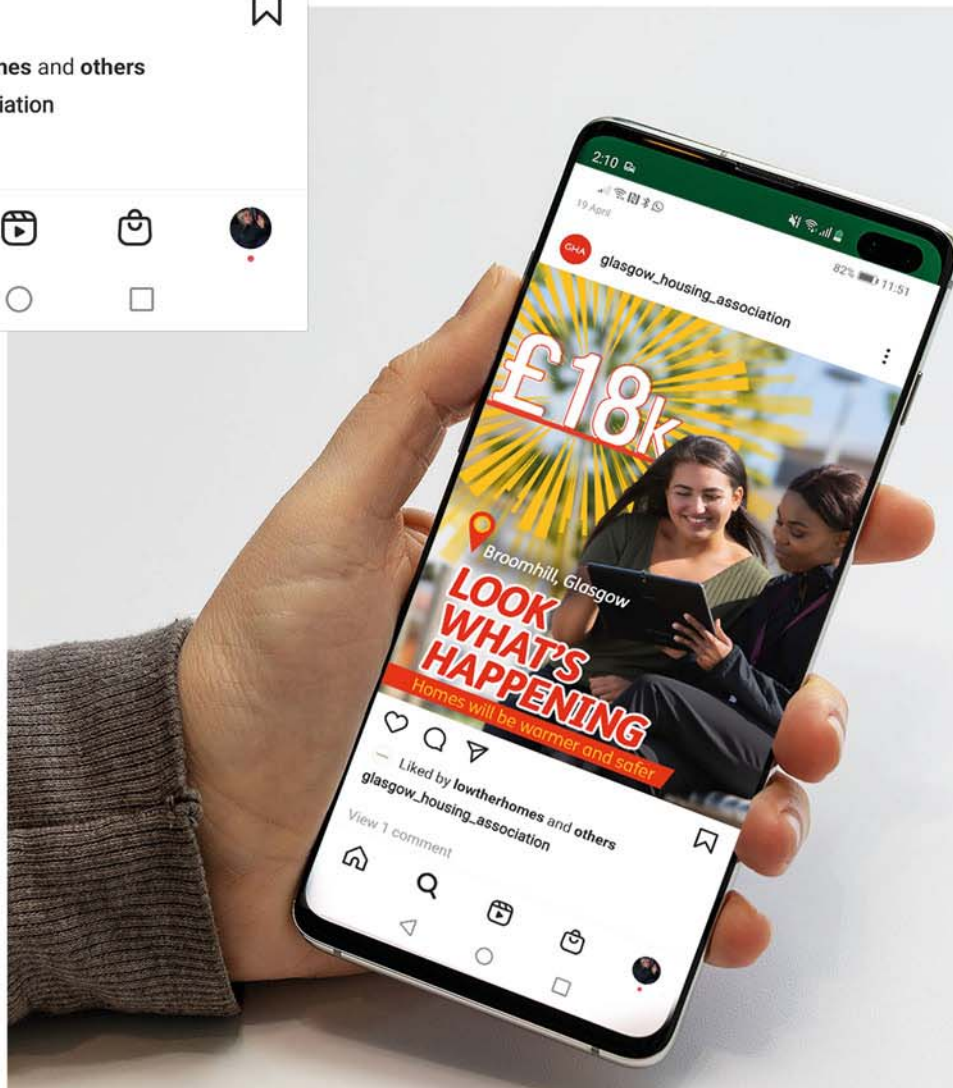 nes and others
iation
2:10
19 April
82% 11:51
GHA
glasgow_housing_association
£18k
Broomhill, Glasgow
LOOK
WHAT'S
HAPPENING
Homes will be warmer and safer
Liked by lowtherhomes and others
glasgow_housing_association
View 1 comment